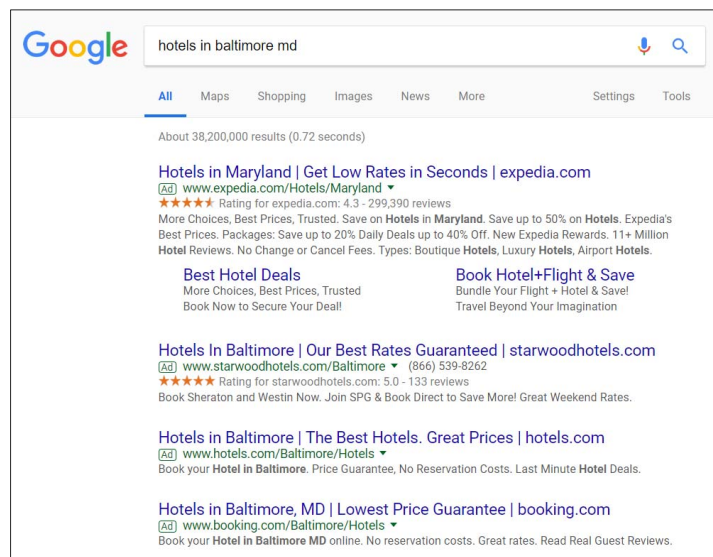 Google
hotels in baltimore md
All Maps Shopping Images News More Settings Tools
About 38,200,000 results (0.72 seconds)
Hotels in Maryland | Get Low Rates in Seconds | expedia.com
Ad www.expedia.com/Hotels/Maryland
Rating for expedia.com: 4.3 - 299,390 reviews
More Choices, Best Prices, Trusted. Save on Hotels in Maryland. Save up to 50% on Hotels. Expedia's
Best Prices. Packages: Save up to 20% Daily Deals up to 40% Off. New Expedia Rewards. 11+ Million
Hotel Reviews. No Change or Cancel Fees. Types: Boutique Hotels, Luxury Hotels, Airport Hotels.
Best Hotel Deals
More Choices, Best Prices, Trusted
Book Now to Secure Your Deal!
Book Hotel+Flight & Save
Bundle Your Flight + Hotel & Save!
Travel Beyond Your Imagination
Hotels In Baltimore | Our Best Rates Guaranteed | starwoodhotels.com
Ad www.starwoodhotels.com/Baltimore (866) 539-8262
Rating for starwoodhotels.com: 5.0 - 133 reviews
Book Sheraton and Westin Now. Join SPG & Book Direct to Save More! Great Weekend Rates.
Hotels in Baltimore | The Best Hotels. Great Prices | hotels.com
Ad www.hotels.com/Baltimore/Hotels
Book your Hotel in Baltimore. Price Guarantee, No Reservation Costs. Last Minute Hotel Deals.
Hotels in Baltimore, MD | Lowest Price Guarantee | booking.com
Ad www.booking.com/Baltimore/Hotels
Book your Hotel in Baltimore MD online. No reservation costs. Great rates. Read Real Guest Reviews.